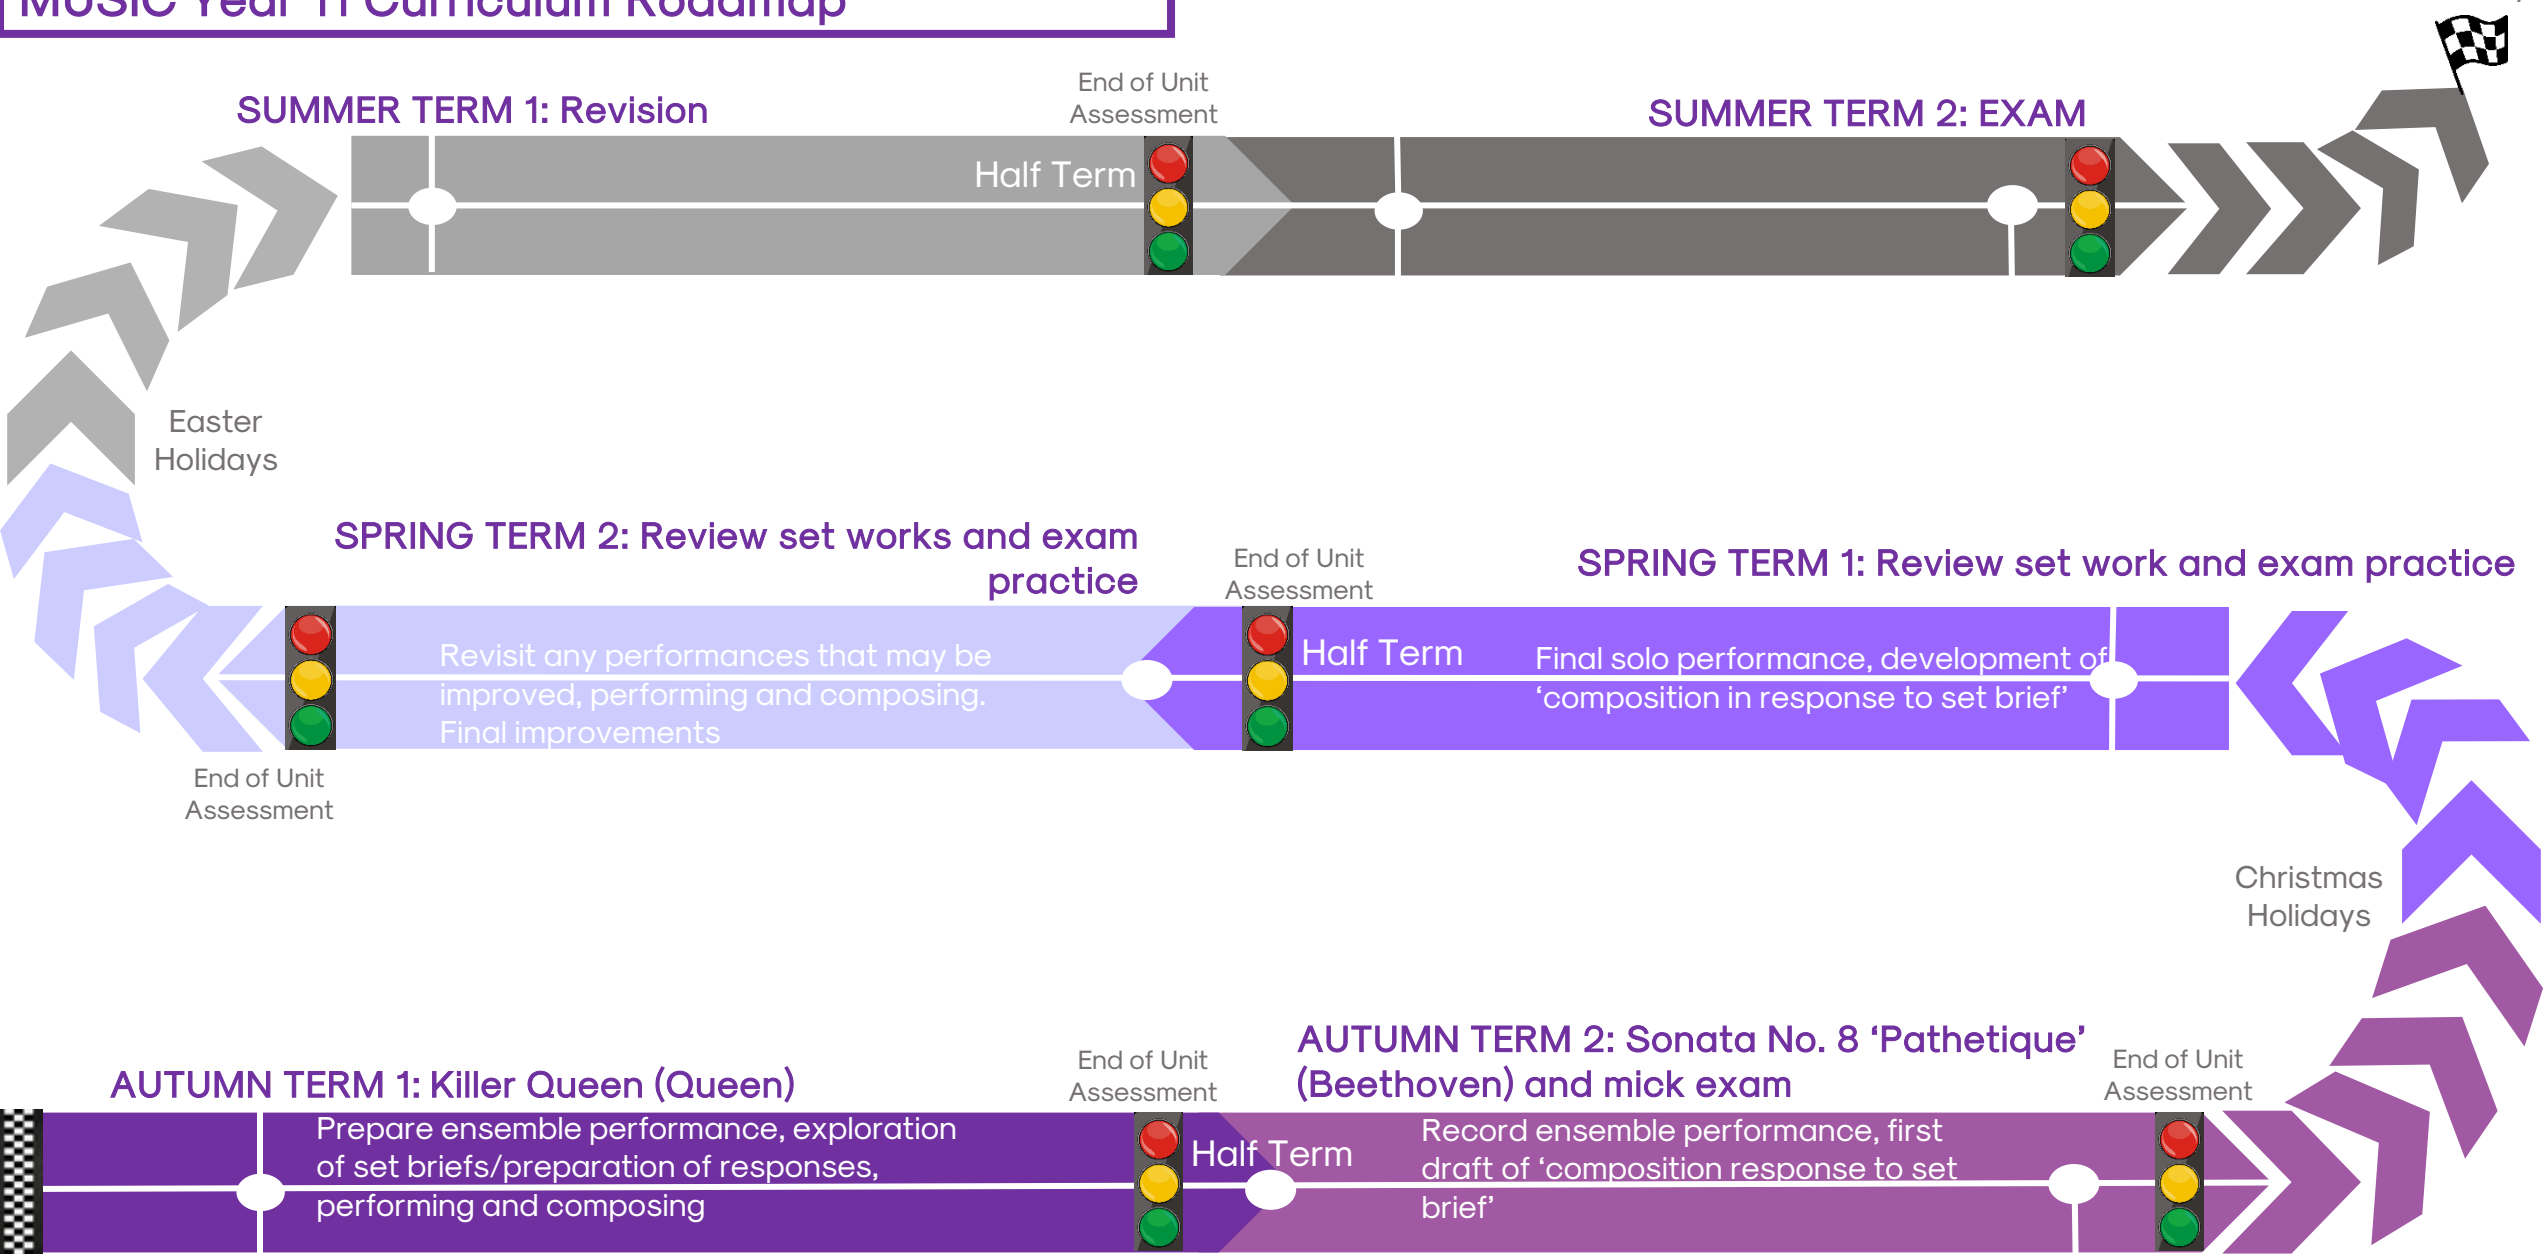 MUSIC Year 11 Curriculum Roadmap
End of Unit
Assessment
SUMMER TERM 1: Revision
SUMMER TERM 2: EXAM
Half Term
Easter
Holidays
SPRING TERM 2: Review set works and exam
practice
End of Unit
Assessment
SPRING TERM 1: Review set work and exam practice
Revisit any performances that may be
improved, performing and composing.
Final improvements
Half Term
Final solo performance, development of
‘composition in response to set brief’
End of Unit
Assessment
Christmas
Holidays
AUTUMN TERM 1: Killer Queen (Queen)
End of Unit
Assessment
AUTUMN TERM 2: Sonata No. 8 ‘Pathetique’
(Beethoven) and mick exam
End of Unit
Assessment
Prepare ensemble performance, exploration
of set briefs/preparation of responses,
performing and composing
Half Term
Record ensemble performance, first
draft of ‘composition response to set
brief’